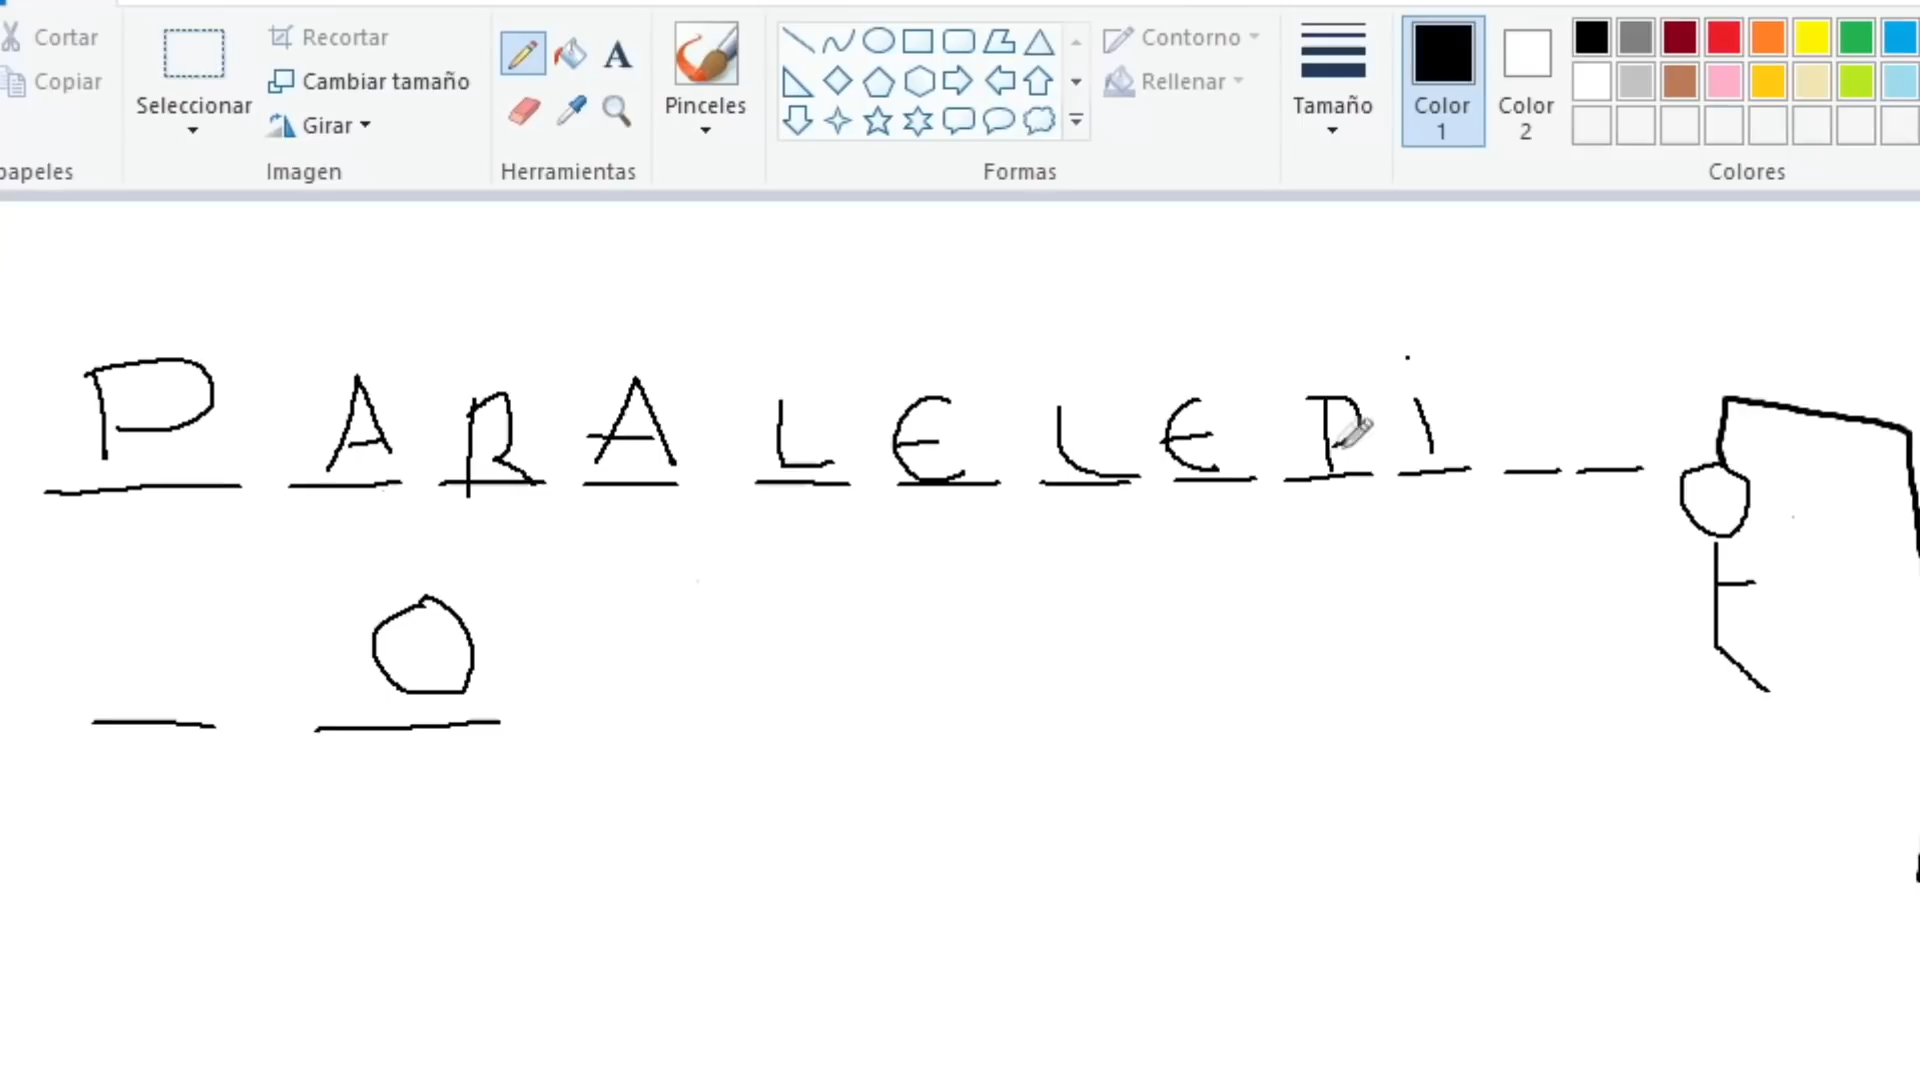 Cortar Recortar
Copiar Seleccionar Cambiar tamaño Pinceles Contorno Rellenar Tamaño Color 1 Color 2
Girar
papeles Imagen Herramientas Formas Colores
PARALELEPI
O